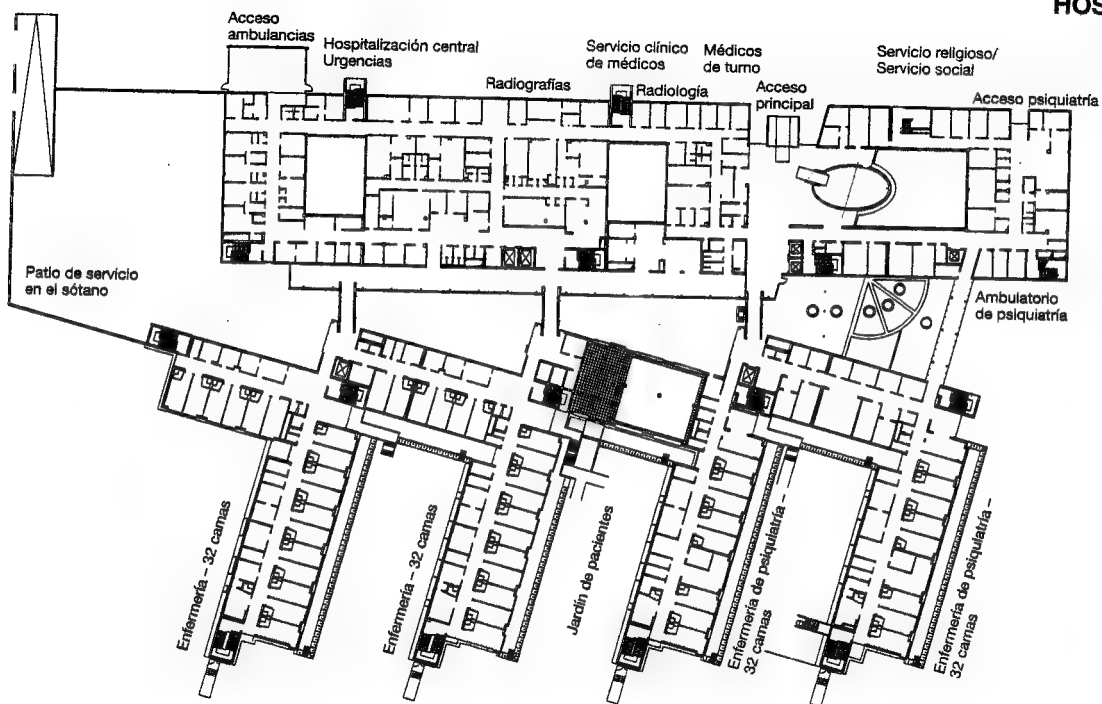 HOS
Acceso
ambulancias
Hospitalización central
Urgencias
Radiografías
Servicio clínico
de médicos
Radiología
Médicos
de turno
Acceso
principal
Servicio religioso/
Servicio social
Acceso psiquiatría
Patio de servicio
en el sótano
Ambulatorio
de psiquiatría
Enfermería – 32 camas
Enfermería – 32 camas
Jardín de pacientes
Enfermería de psiquiatría –
32 camas
Enfermería de psiquiatría –
32 camas